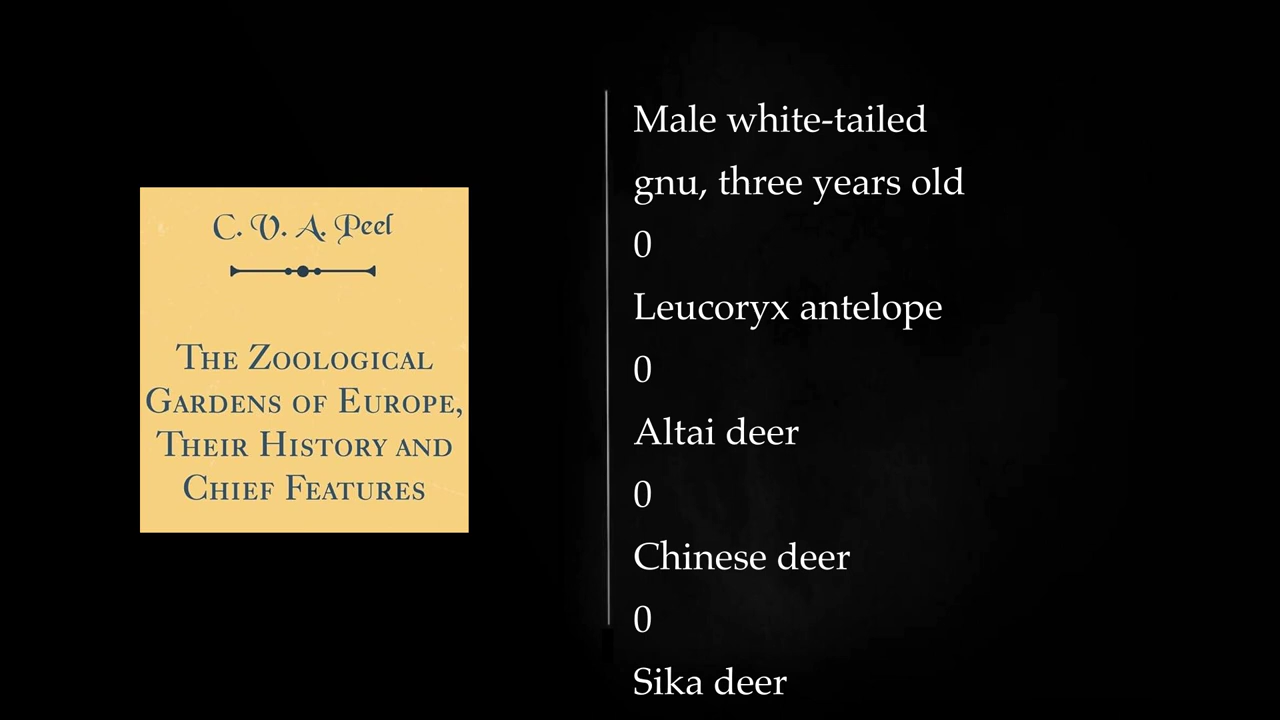 C. V. A. Peel
The Zoological
Gardens of Europe,
Their History and
Chief Features
Male white-tailed
gnu, three years old
0
Leucoryx antelope
0
Altai deer
0
Chinese deer
0
Sika deer